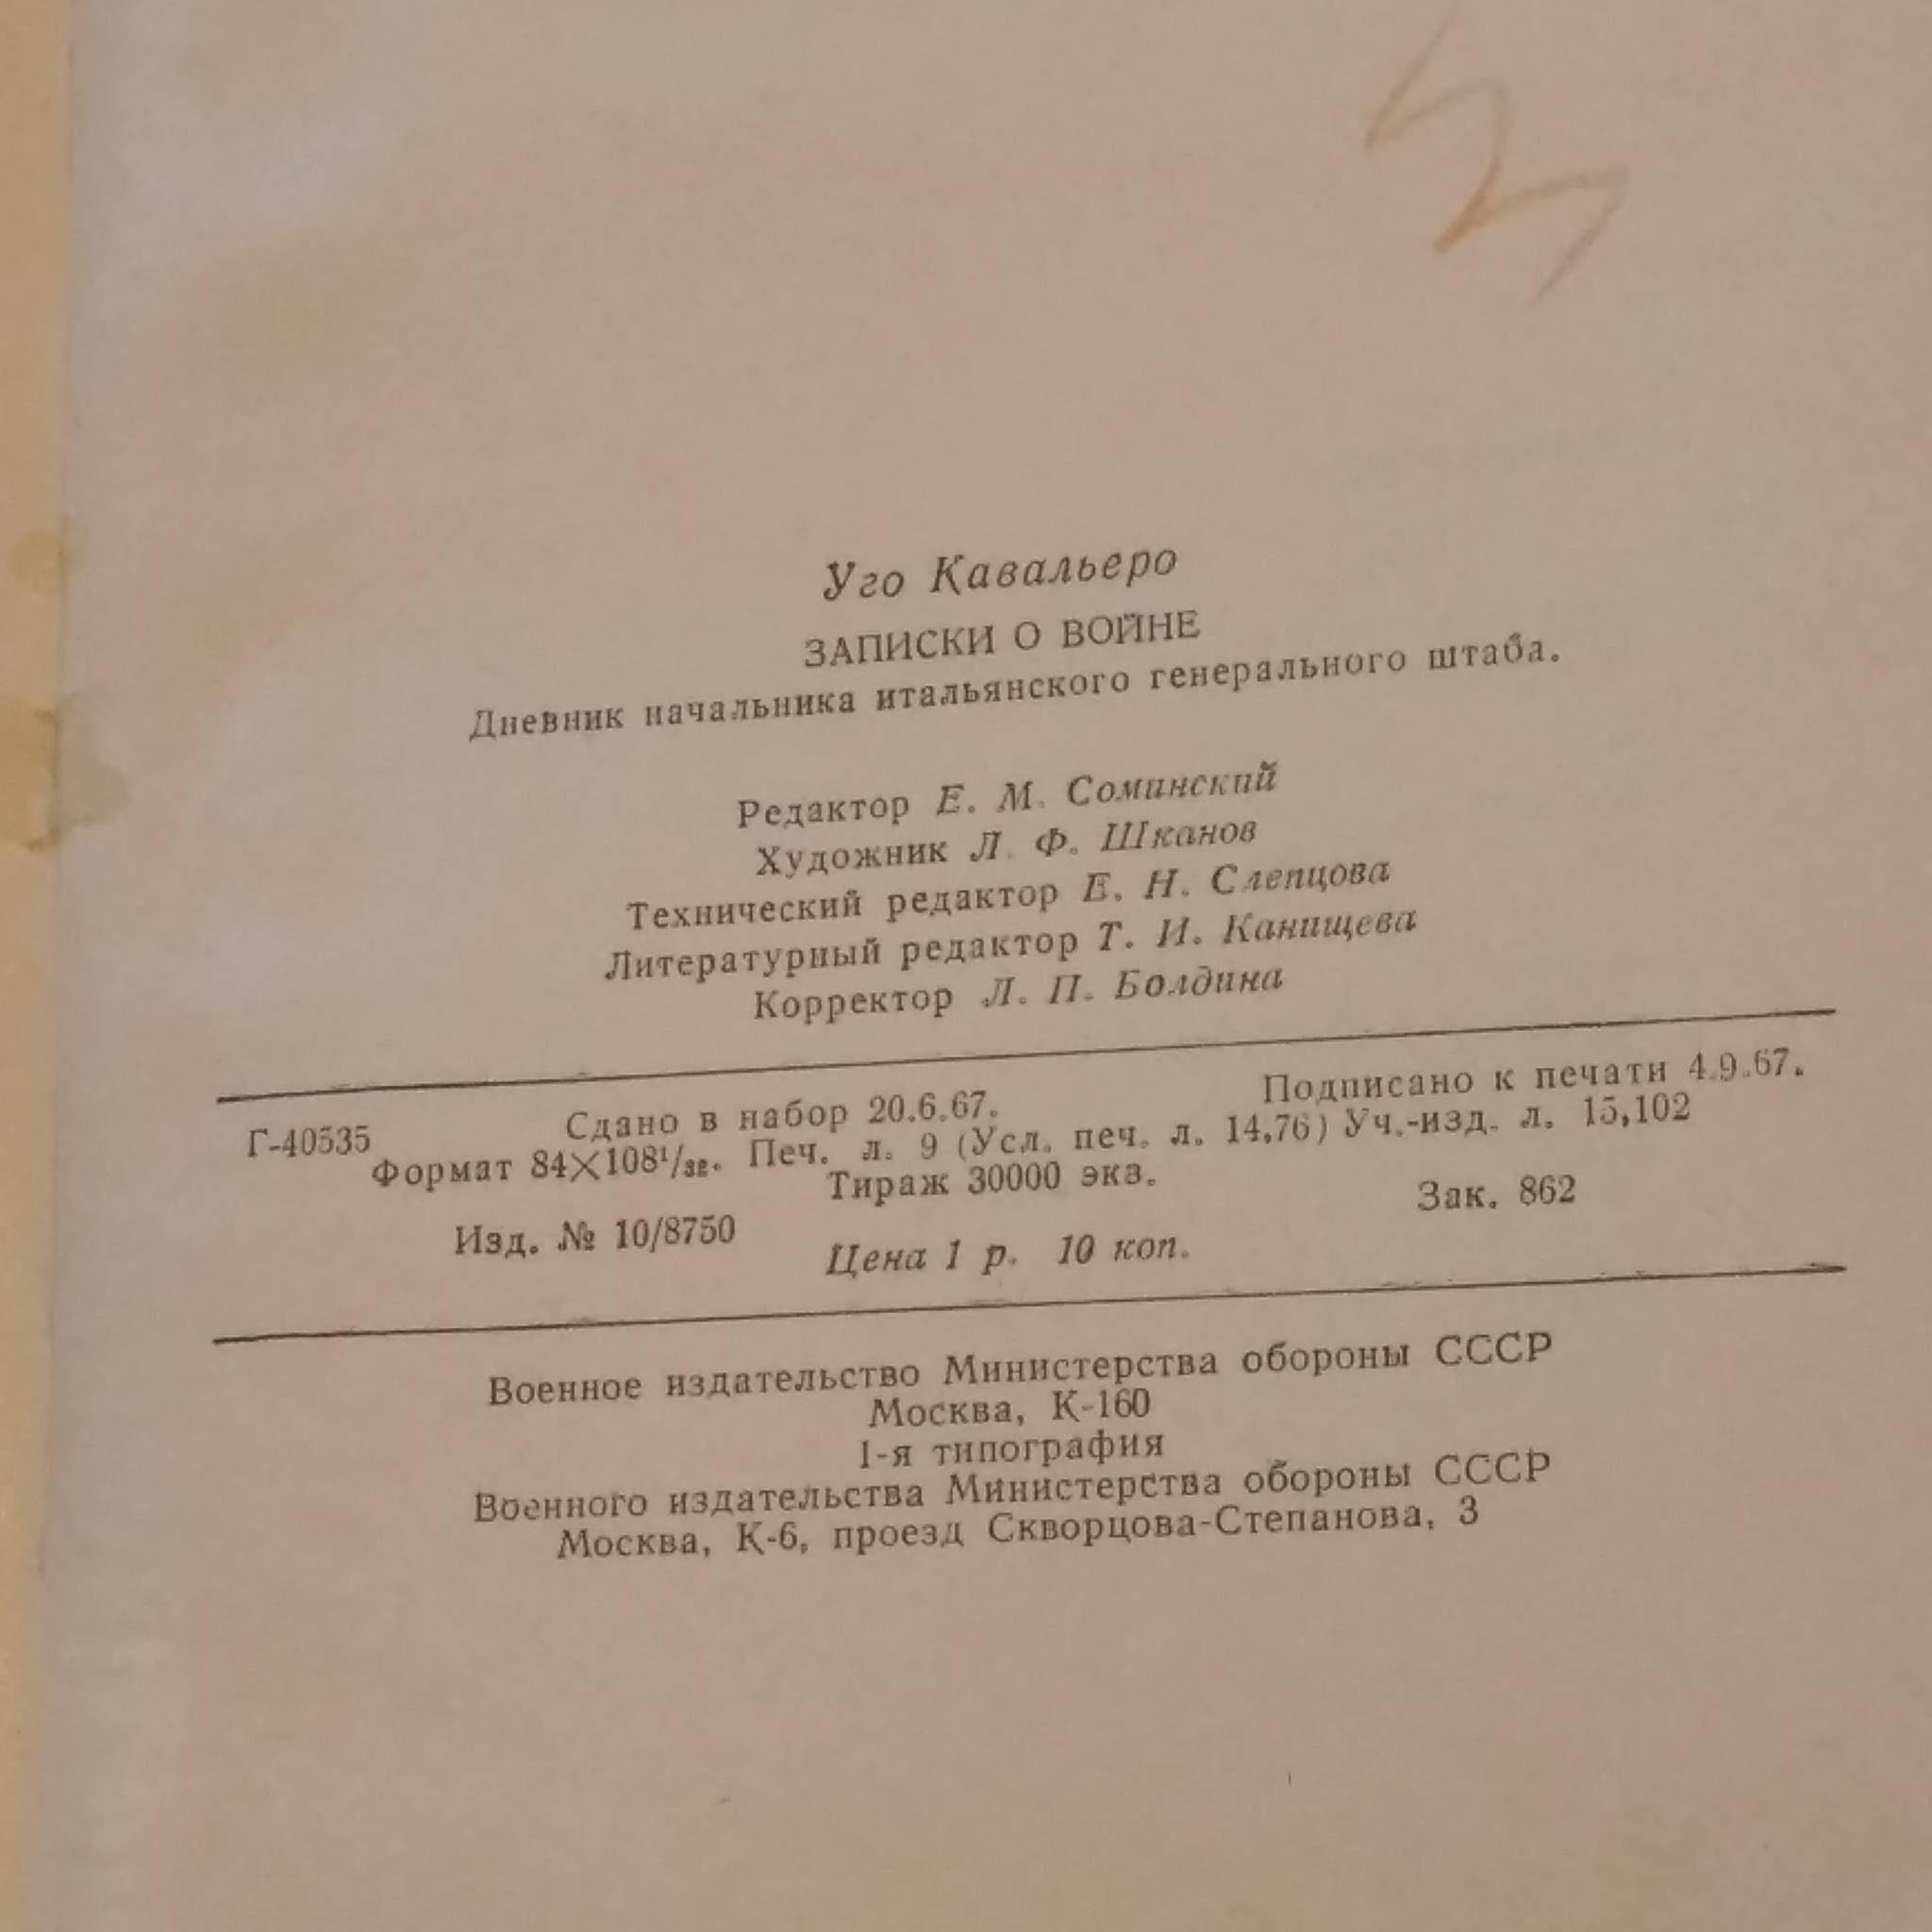 Уго Кавальеро
ЗАПИСКИ О ВОЙНЕ
Дневник начальника итальянского генерального штаба.
Редактор Е. М. Соминский
Художник Л. Ф. Шканов
Технический редактор Е. Н. Слепцова
Литературный редактор Т. И. Канищева
Корректор Л. П. Болдина
Г-40535 Сдано в набор 20.6.67. Подписано к печати 4.9.67.
Формат 84×108¹/₃₂. Печ. л. 9 (Усл. печ. л. 14,76) Уч.-изд. л. 15,102
Тираж 30000 экз.
Изд. № 10/8750 Зак. 862
Цена 1 р. 10 коп.
Военное издательство Министерства обороны СССР
Москва, К-160
1-я типография
Военного издательства Министерства обороны СССР
Москва, К-6, проезд Скворцова-Степанова, 3